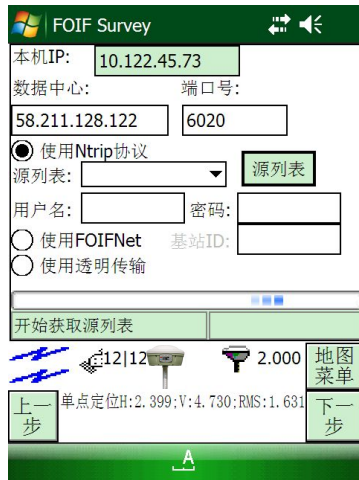 FOIF Survey
本机IP: 10.122.45.73
数据中心: 端口号:
58.211.128.122 6020
使用Ntrip协议
源列表: 源列表
用户名: 密码:
使用FOIFNet 基站ID:
使用透明传输
开始获取源列表
12|12 2.000 地图菜单
单点定位H:2.399;V:4.730;RMS:1.631
上一步 下一步
A